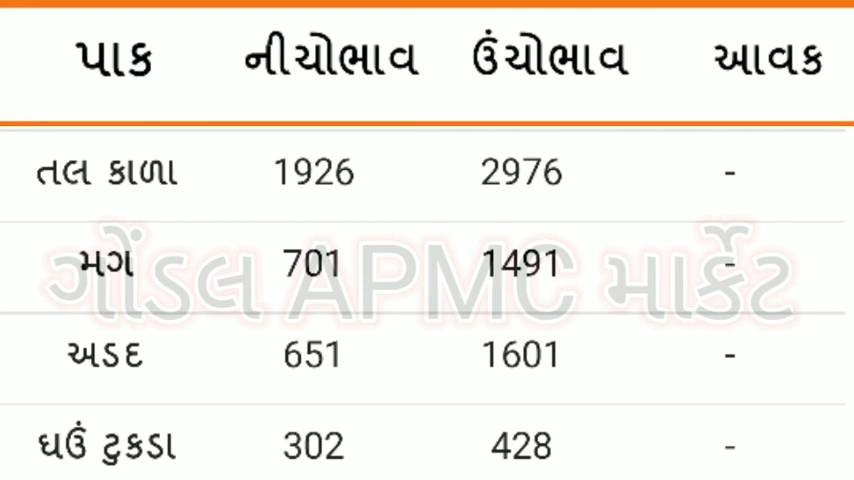 પાક નીચોભાવ ઉંચોભાવ આવક
તલ કાળા 1926 2976 -
મગ 701 1491 -
ગોંડલ APMC માર્કેટ
અડદ 651 1601 -
ઘઉં ટુકડા 302 428 -